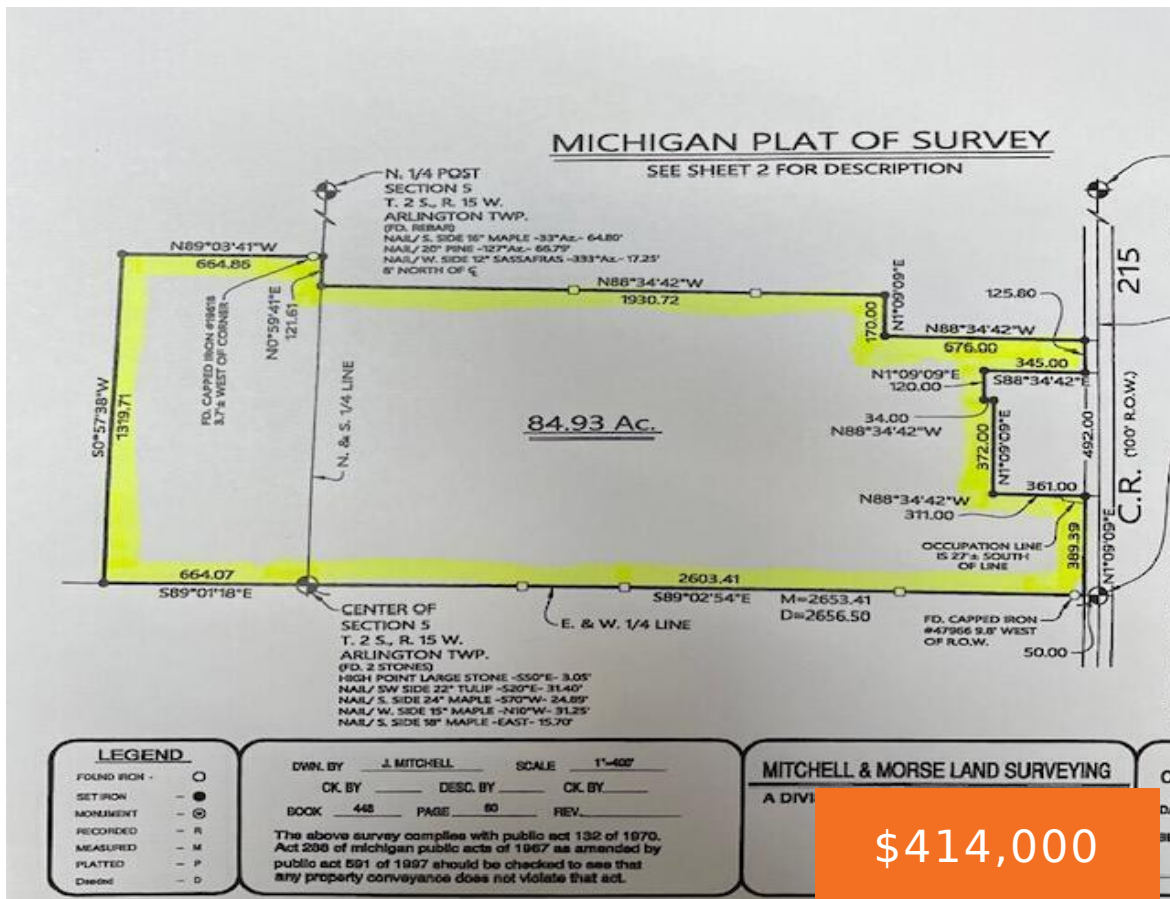 MICHIGAN PLAT OF SURVEY
SEE SHEET 2 FOR DESCRIPTION
N. 1/4 POST
SECTION 5
T. 2 S., R. 15 W.
ARLINGTON TWP.
(FD. REBAR)
NAIL/ S. SIDE 16" MAPLE -33°Az.- 64.80'
NAIL/ 20" PINE -127°Az.- 66.79'
NAIL/ W. SIDE 12" SASSAFRAS -333°Az.- 17.25'
8' NORTH OF ℄
N89°03'41"W
664.86
FD. CAPPED IRON #19618
3.7'± WEST OF CORNER
N0°59'41"E
121.61
N88°34'42"W
1930.72
N1°09'09"E
170.00
125.80
215
N88°34'42"W
676.00
345.00
S88°34'42"E
N1°09'09"E
120.00
34.00
N88°34'42"W
S0°57'38"W
1319.71
N. & S. 1/4 LINE
84.93 Ac.
372.00
N1°09'09"E
492.00
C.R. (100' R.O.W.)
361.00
N88°34'42"W
311.00
OCCUPATION LINE
IS 27'± SOUTH
OF LINE
389.39
N1°09'09"E
664.07
S89°01'18"E
2603.41
S89°02'54"E
M=2653.41
D=2656.50
E. & W. 1/4 LINE
FD. CAPPED IRON
#47966 9.8' WEST
OF R.O.W.
50.00
CENTER OF
SECTION 5
T. 2 S., R. 15 W.
ARLINGTON TWP.
(FD. 2 STONES)
HIGH POINT LARGE STONE -S50°E- 3.05'
NAIL/ SW SIDE 22" TULIP -S20°E- 31.40'
NAIL/ S. SIDE 24" MAPLE -S70°W- 24.89'
NAIL/ W. SIDE 15" MAPLE -N10°W- 31.25'
NAIL/ S. SIDE 18" MAPLE -EAST- 15.70'
LEGEND
FOUND IRON -
SET IRON -
MONUMENT -
RECORDED - R
MEASURED - M
PLATTED - P
Deeded - D
DWN. BY J. MITCHELL SCALE 1"=400'
CK. BY DESC. BY CK. BY
BOOK 448 PAGE 60 REV.
The above survey complies with public act 132 of 1970.
Act 288 of michigan public acts of 1967 as amended by
public act 591 of 1997 should be checked to see that
any property conveyance does not violate that act.
MITCHELL & MORSE LAND SURVEYING
A DIVI
$414,000